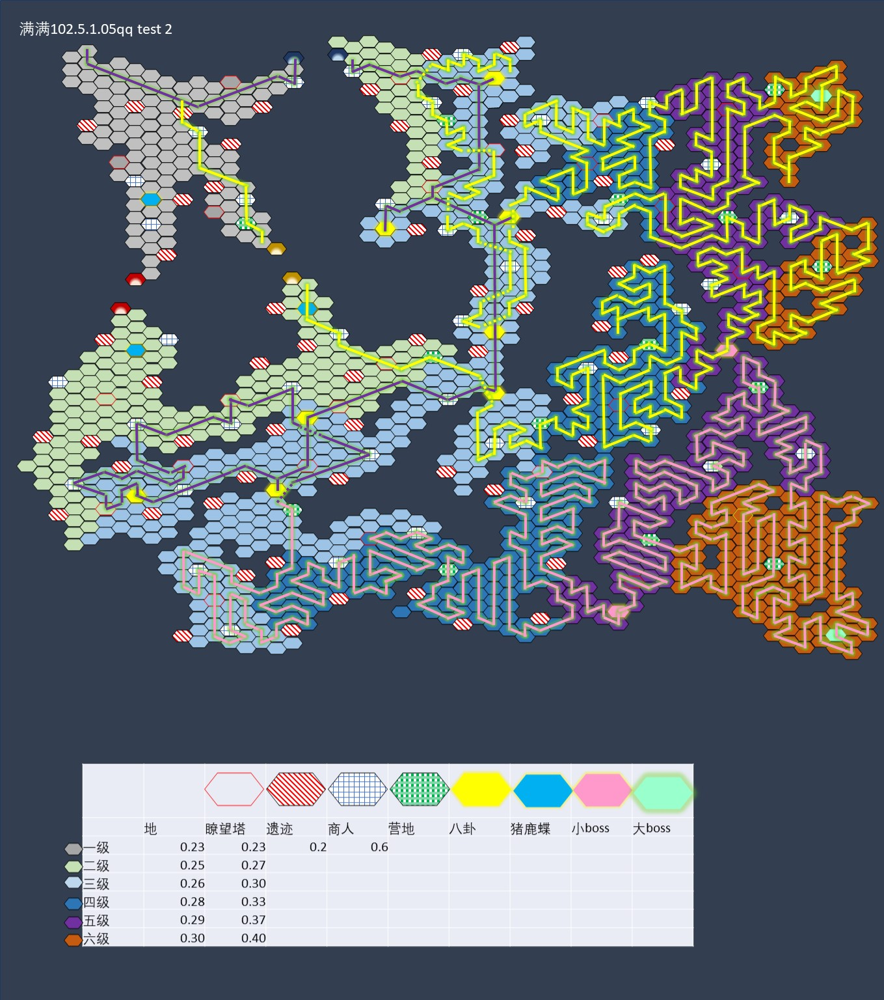 满满102.5.1.05qq test 2
地 瞭望塔 遗迹 商人 营地 八卦 猪鹿蝶 小boss 大boss
一级 0.23 0.23 0.2 0.6
二级 0.25 0.27
三级 0.26 0.30
四级 0.28 0.33
五级 0.29 0.37
六级 0.30 0.40